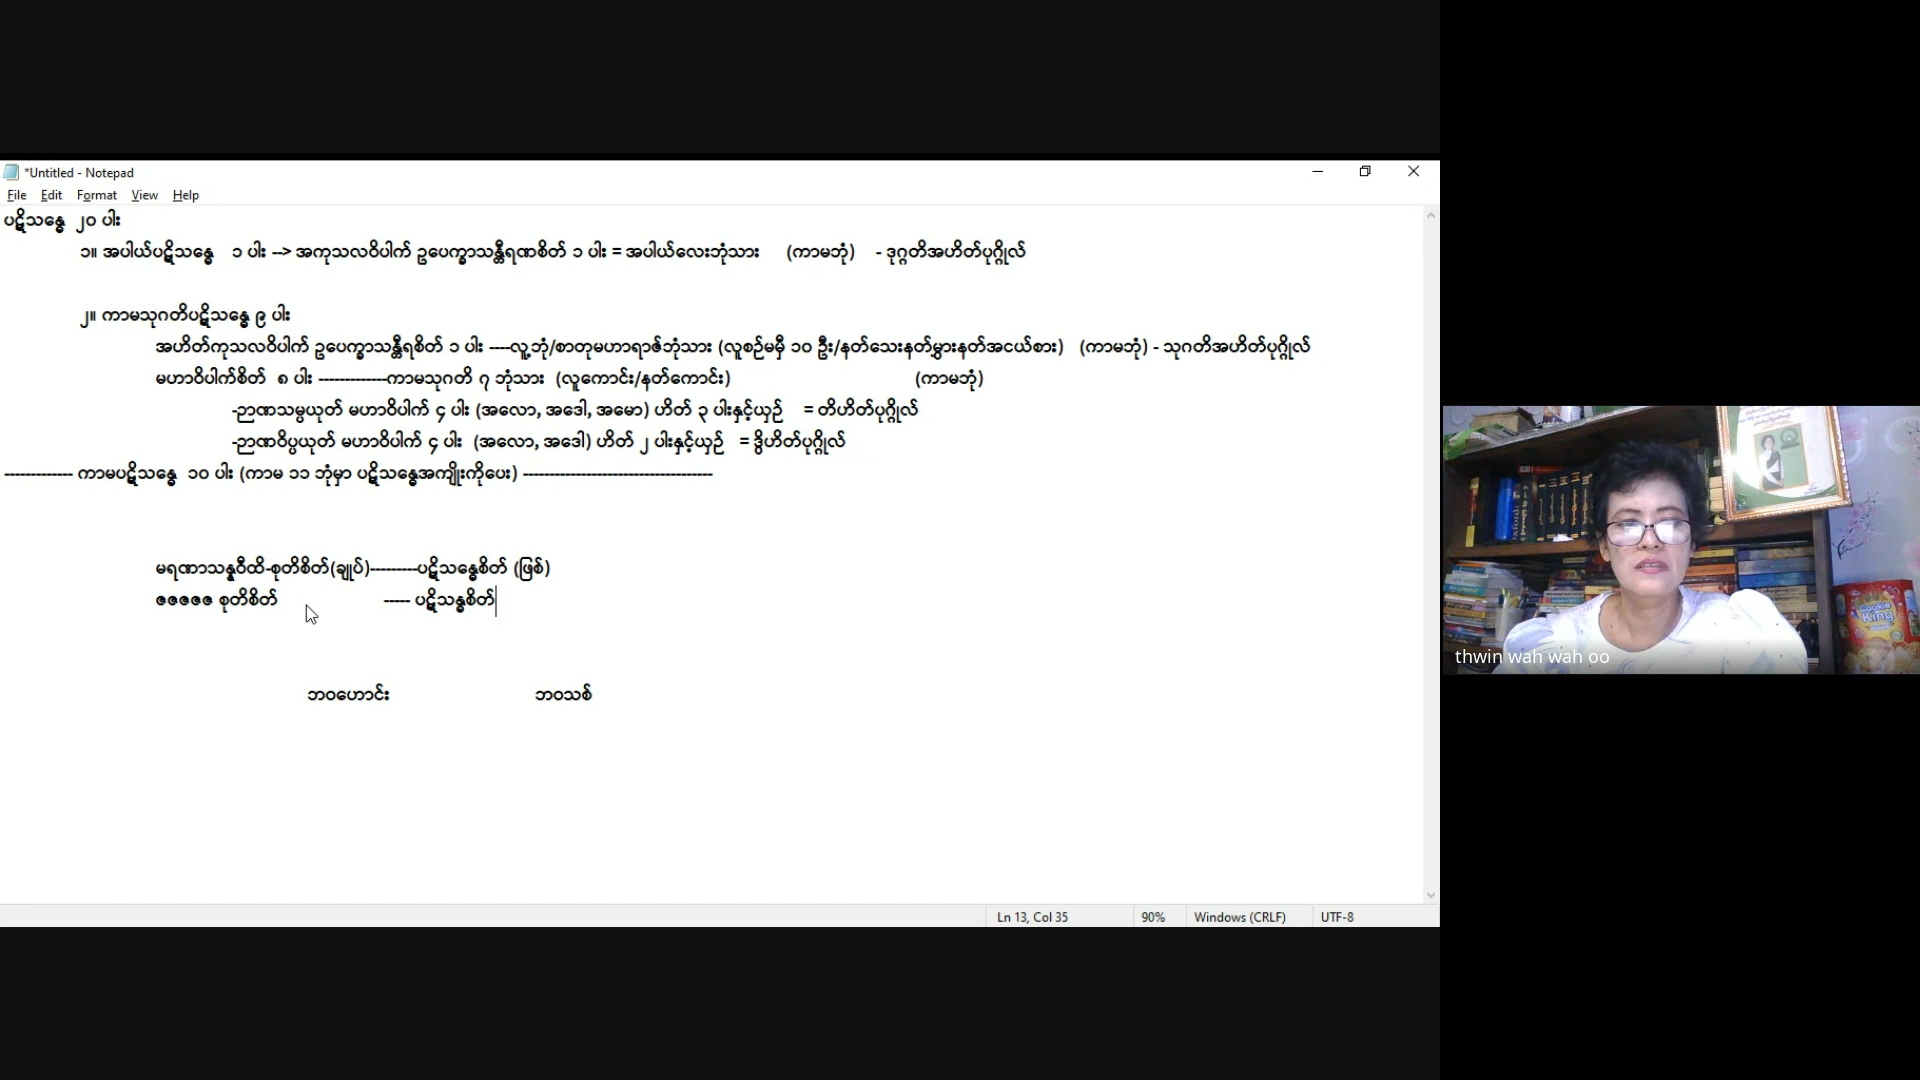 *Untitled - Notepad
File Edit Format View Help
ပဋိသန္ဓေ ၂၀ ပါး
၁။ အပါယ်ပဋိသန္ဓေ ၁ ပါး --> အကုသလဝိပါက် ဥပေက္ခာသန္တီရဏစိတ် ၁ ပါး = အပါယ်လေးဘုံသား (ကာမဘုံ) - ဒုဂ္ဂတိအဟိတ်ပုဂ္ဂိုလ်
၂။ ကာမသုဂတိပဋိသန္ဓေ ၉ ပါး
အဟိတ်ကုသလဝိပါက် ဥပေက္ခာသန္တီရစိတ် ၁ ပါး ----လူ့ဘုံ/စာတုမဟာရာဇ်ဘုံသား (လူစဉ်မမှီ ၁၀ ဦး/နတ်သေးနတ်မွှားနတ်အငယ်စား) (ကာမဘုံ) - သုဂတိအဟိတ်ပုဂ္ဂိုလ်
မဟာဝိပါက်စိတ် ၈ ပါး -------------ကာမသုဂတိ ၇ ဘုံသား (လူကောင်း/နတ်ကောင်း) (ကာမဘုံ)
-ဉာဏသမ္ပယုတ် မဟာဝိပါက် ၄ ပါး (အလော, အဒေါ, အမော) ဟိတ် ၃ ပါးနှင့်ယှဉ် = တိဟိတ်ပုဂ္ဂိုလ်
-ဉာဏဝိပ္ပယုတ် မဟာဝိပါက် ၄ ပါး (အလော, အဒေါ) ဟိတ် ၂ ပါးနှင့်ယှဉ် = ဒွိဟိတ်ပုဂ္ဂိုလ်
------------- ကာမပဋိသန္ဓေ ၁၀ ပါး (ကာမ ၁၁ ဘုံမှာ ပဋိသန္ဓေအကျိုးကိုပေး) ------------------------------------
မရဏာသန္နဝီထိ-စုတိစိတ်(ချုပ်)---------ပဋိသန္ဓေစိတ် (ဖြစ်)
ဇဇဇဇဇ စုတိစိတ် ----- ပဋိသန္ဓစိတ်
ဘဝဟောင်း ဘဝသစ်
Ln 13, Col 35 90% Windows (CRLF) UTF-8
thwin wah wah oo
Cookie King